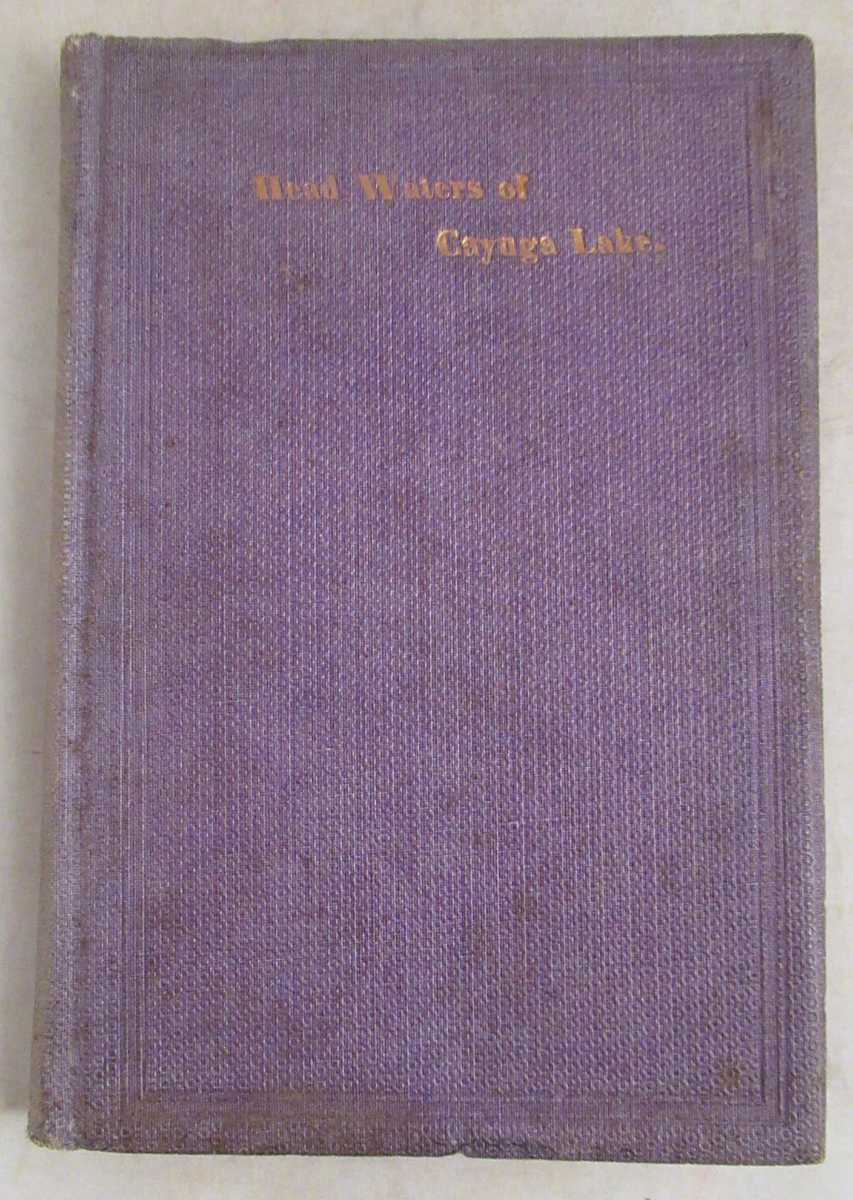 Head Waters of
Cayuga Lake.